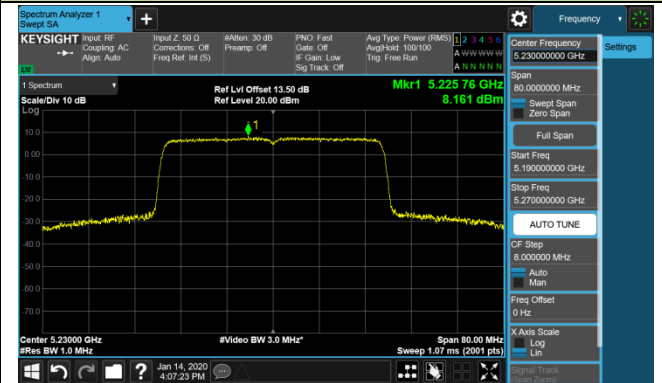 Spectrum Analyzer 1
Swept SA
Frequency
KEYSIGHT
Input: RF
Coupling: AC
Align: Auto
Input Z: 50 Ω
Corrections: Off
Freq Ref: Int (S)
#Atten: 30 dB
Preamp: Off
PNO: Fast
Gate: Off
IF Gain: Low
Sig Track: Off
Avg Type: Power (RMS)
Avg|Hold: 100/100
Trig: Free Run
1 2 3 4 5 6
A W W W W W
A N N N N N
LXI
1 Spectrum
Scale/Div 10 dB
Log
Ref Lvl Offset 13.50 dB
Ref Level 20.00 dBm
Mkr1 5.225 76 GHz
8.161 dBm
1
10.0
0.00
-10.0
-20.0
-30.0
-40.0
-50.0
-60.0
-70.0
Center 5.23000 GHz
#Res BW 1.0 MHz
#Video BW 3.0 MHz*
Span 80.00 MHz
Sweep 1.07 ms (2001 pts)
Center Frequency
5.230000000 GHz
Settings
Span
80.0000000 MHz
Swept Span
Zero Span
Full Span
Start Freq
5.190000000 GHz
Stop Freq
5.270000000 GHz
AUTO TUNE
CF Step
8.000000 MHz
Auto
Man
Freq Offset
0 Hz
X Axis Scale
Log
Lin
Signal Track
(Span Zoom)
?
Jan 14, 2020
4:07:23 PM